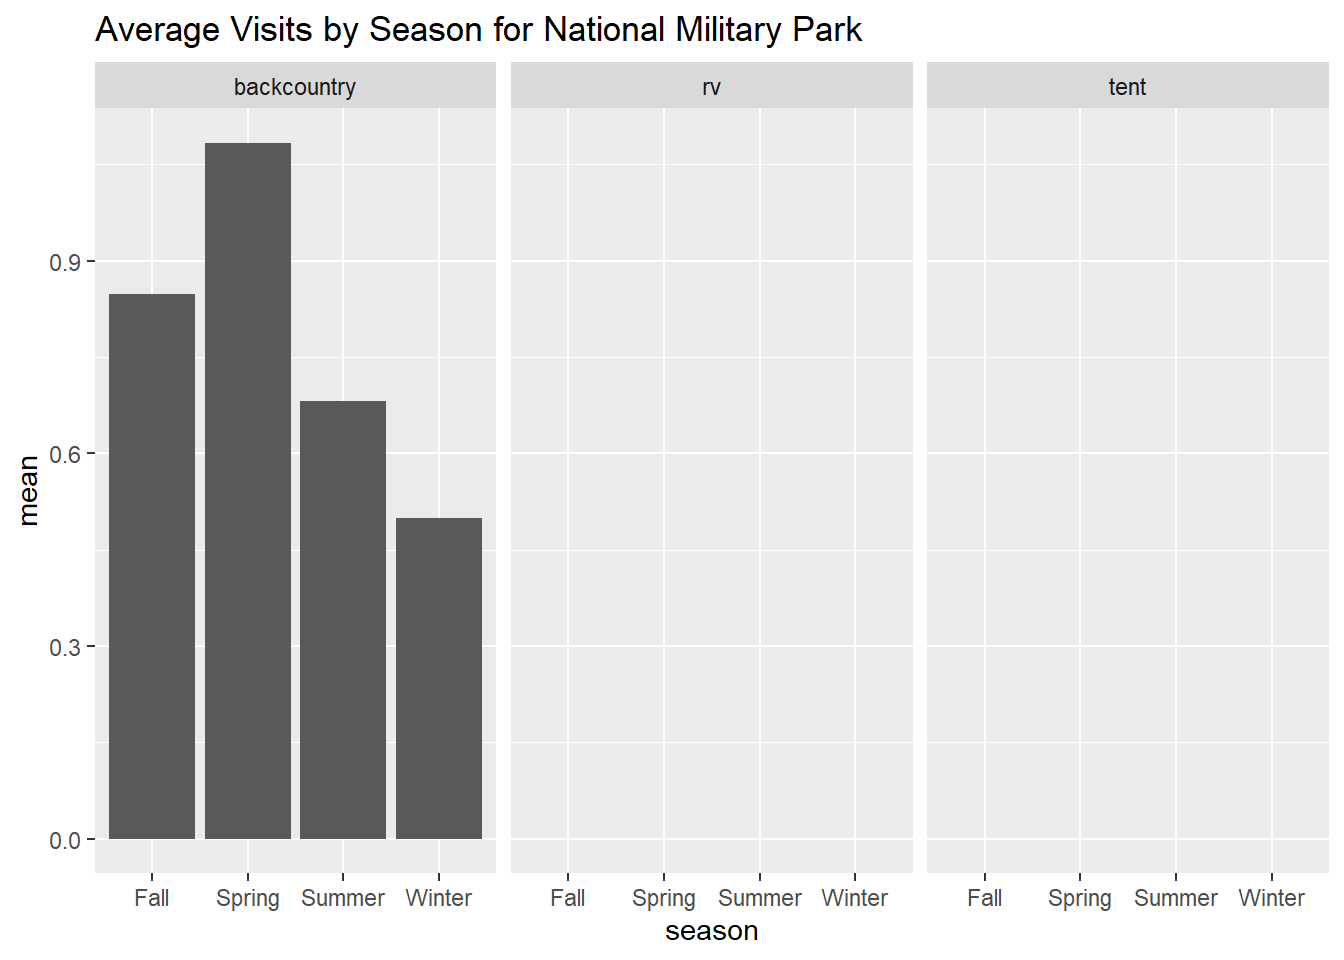 Average Visits by Season for National Military Park
backcountry rv tent
0.9
0.6
0.3
0.0
mean
Fall Spring Summer Winter Fall Spring Summer Winter Fall Spring Summer Winter
season